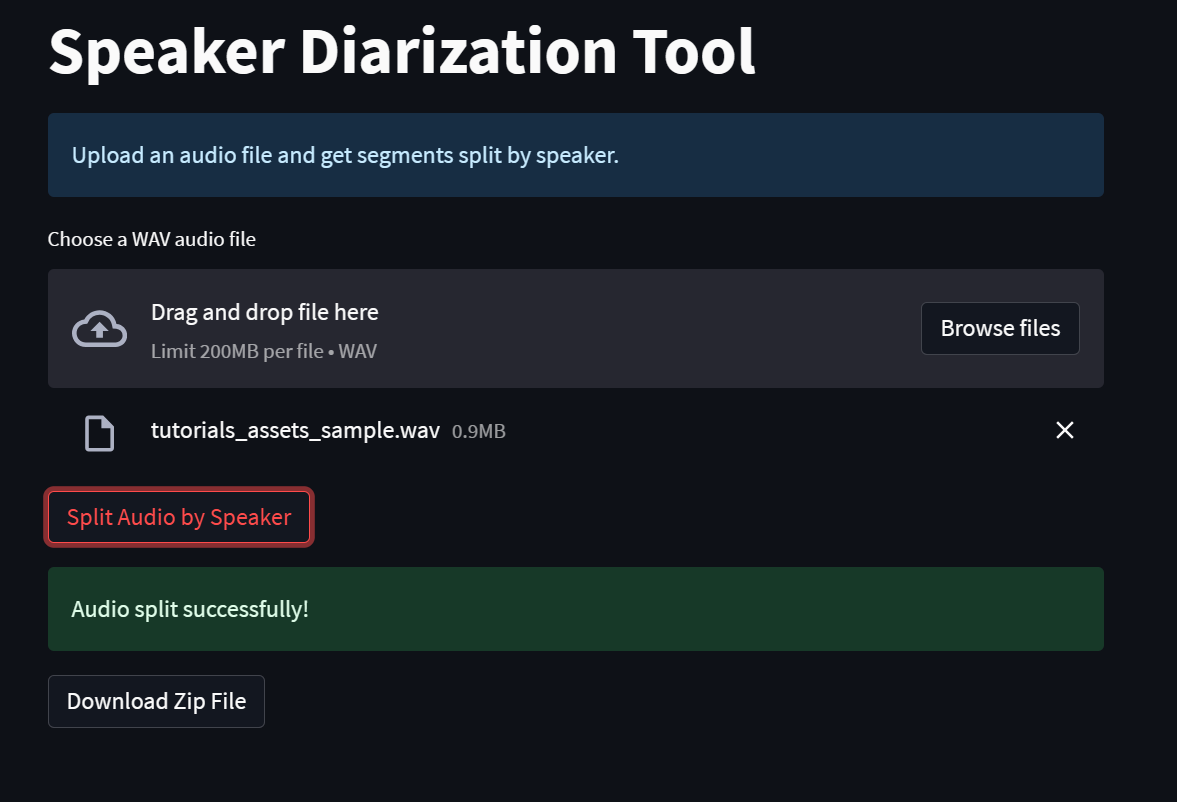 Speaker Diarization Tool
Upload an audio file and get segments split by speaker.
Choose a WAV audio file
Drag and drop file here
Limit 200MB per file • WAV
Browse files
tutorials_assets_sample.wav 0.9MB
Split Audio by Speaker
Audio split successfully!
Download Zip File